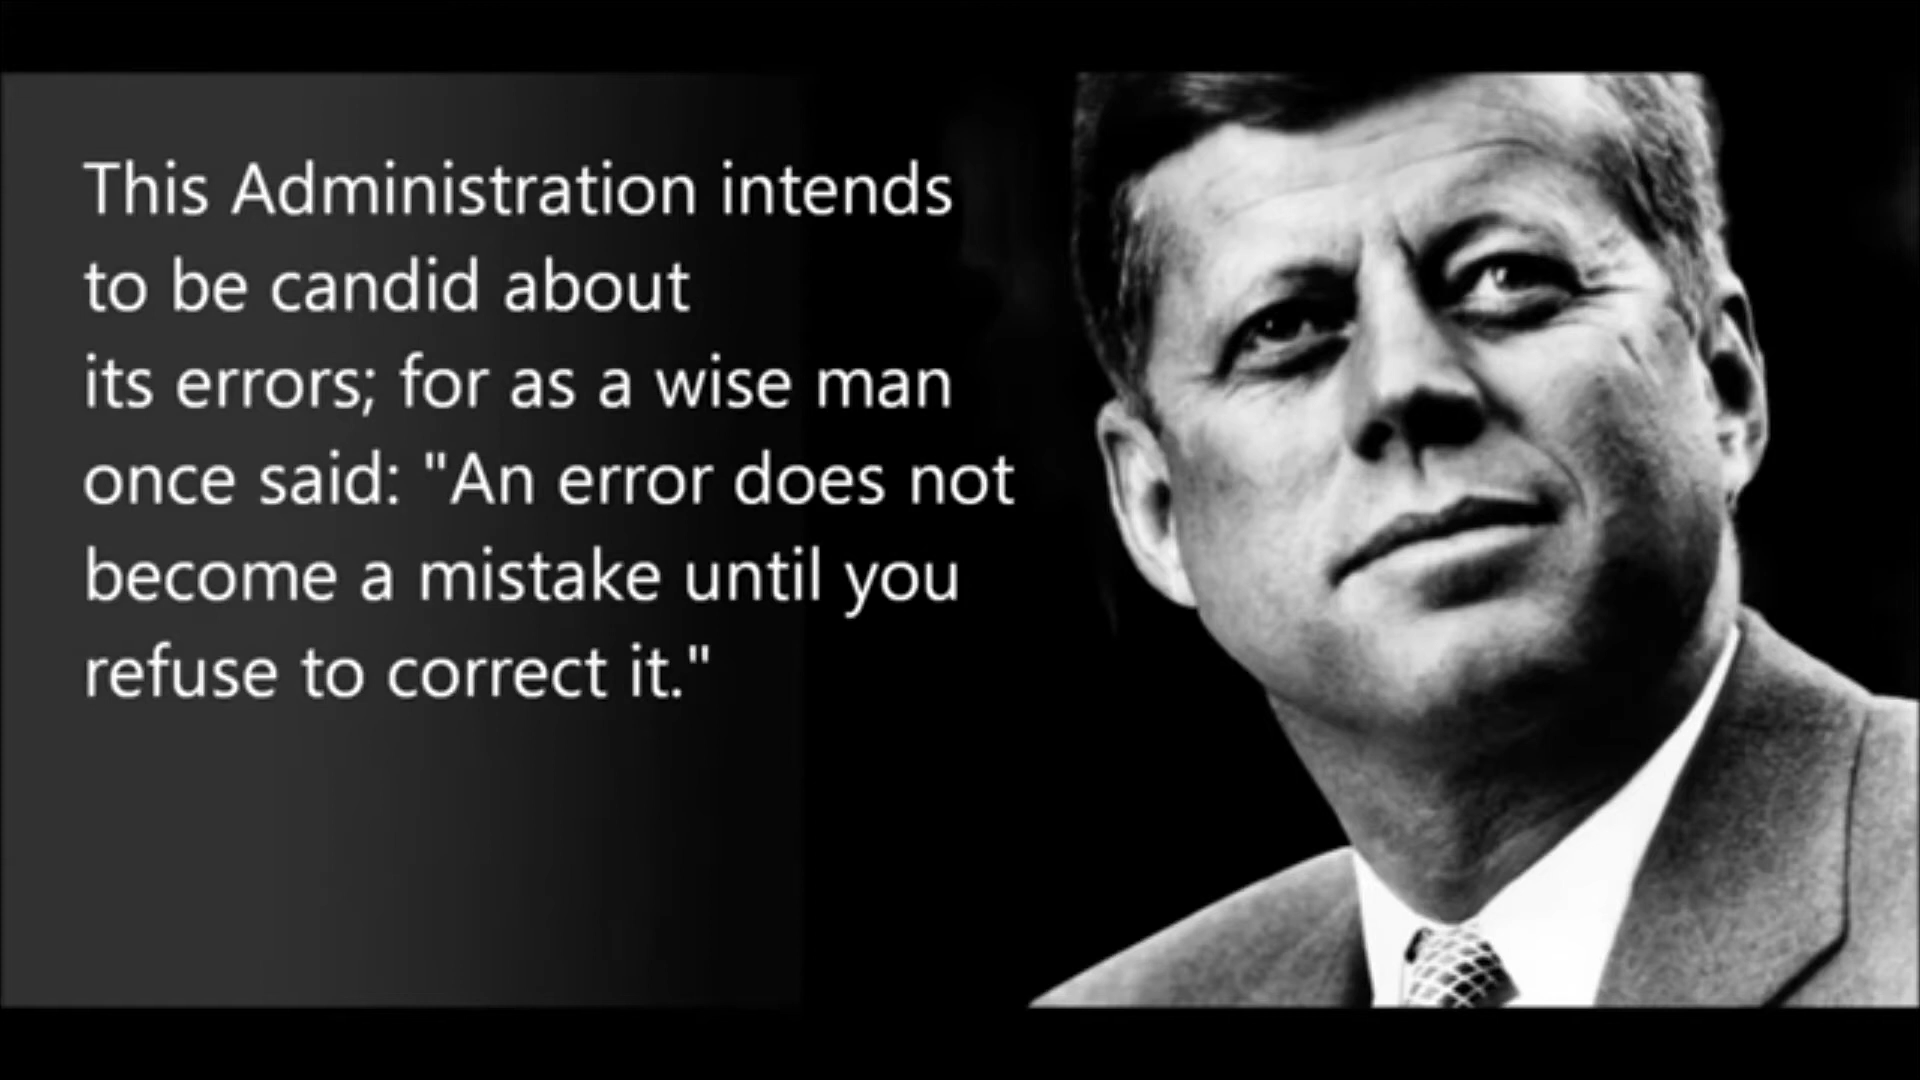 This Administration intends
to be candid about
its errors; for as a wise man
once said: "An error does not
become a mistake until you
refuse to correct it."